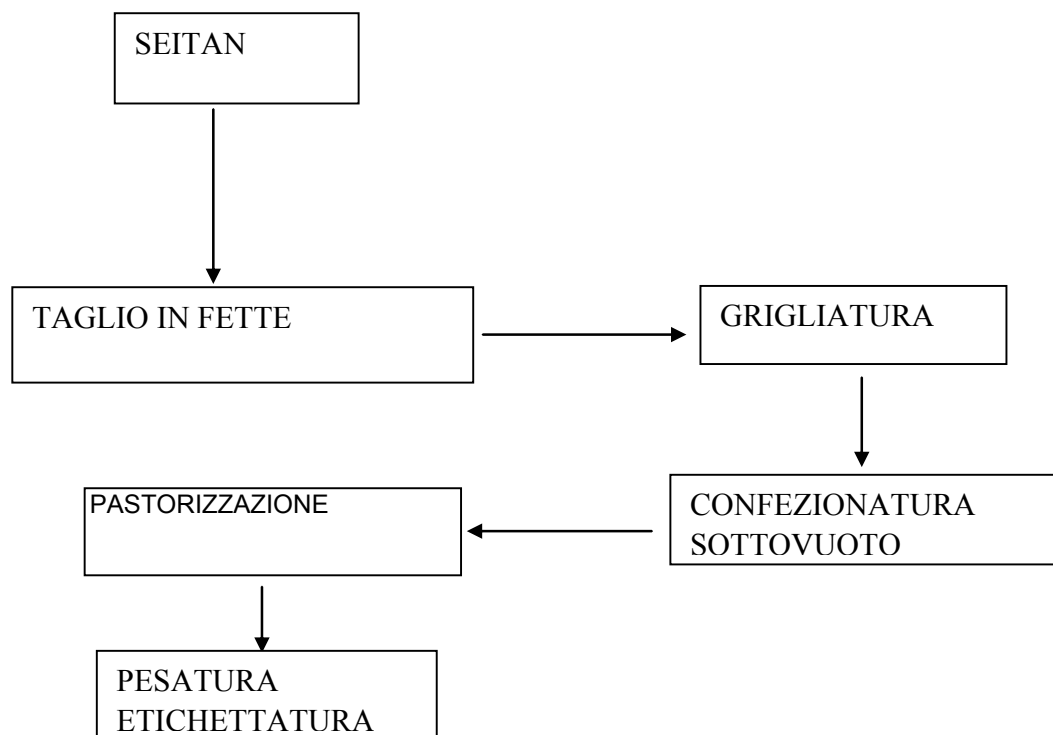 SEITAN
TAGLIO IN FETTE
GRIGLIATURA
CONFEZIONATURA
SOTTOVUOTO
PASTORIZZAZIONE
PESATURA
ETICHETTATURA